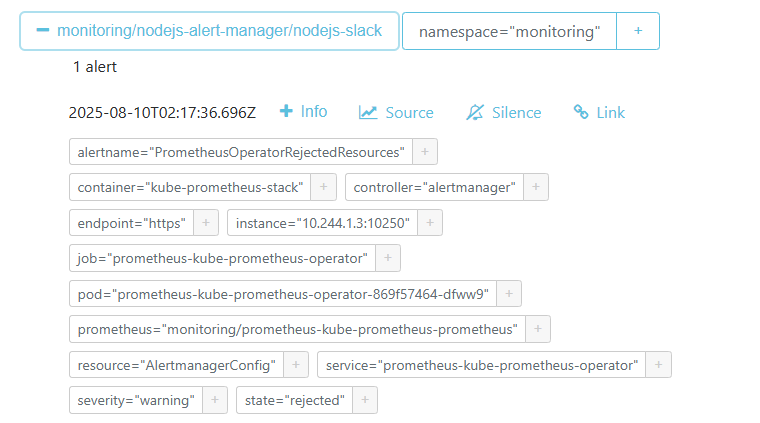 monitoring/nodejs-alert-manager/nodejs-slack namespace="monitoring" +
1 alert
2025-08-10T02:17:36.696Z + Info Source Silence Link
alertname="PrometheusOperatorRejectedResources" +
container="kube-prometheus-stack" + controller="alertmanager" +
endpoint="https" + instance="10.244.1.3:10250" +
job="prometheus-kube-prometheus-operator" +
pod="prometheus-kube-prometheus-operator-869f57464-dfww9" +
prometheus="monitoring/prometheus-kube-prometheus-prometheus" +
resource="AlertmanagerConfig" + service="prometheus-kube-prometheus-operator" +
severity="warning" + state="rejected" +